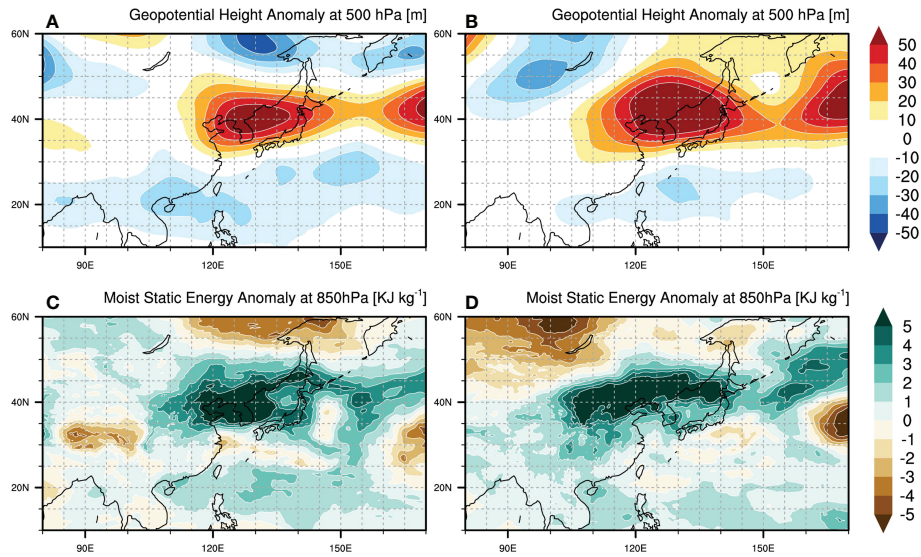 A Geopotential Height Anomaly at 500 hPa [m]
60N
40N
20N
90E 120E 150E
B Geopotential Height Anomaly at 500 hPa [m]
60N
40N
20N
90E 120E 150E
50
40
30
20
10
0
-10
-20
-30
-40
-50
C Moist Static Energy Anomaly at 850hPa [KJ kg⁻¹]
60N
40N
20N
90E 120E 150E
D Moist Static Energy Anomaly at 850hPa [KJ kg⁻¹]
60N
40N
20N
90E 120E 150E
5
4
3
2
1
0
-1
-2
-3
-4
-5